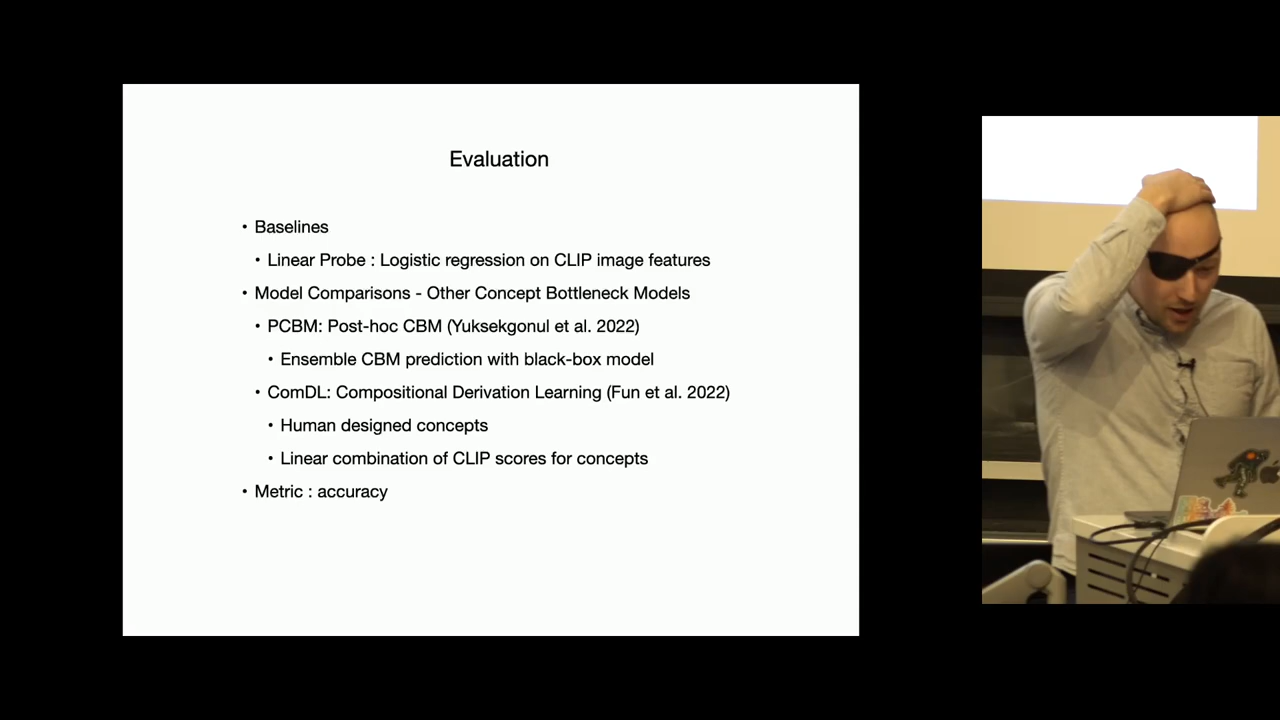 Evaluation
• Baselines
• Linear Probe : Logistic regression on CLIP image features
• Model Comparisons - Other Concept Bottleneck Models
• PCBM: Post-hoc CBM (Yuksekgonul et al. 2022)
• Ensemble CBM prediction with black-box model
• ComDL: Compositional Derivation Learning (Fun et al. 2022)
• Human designed concepts
• Linear combination of CLIP scores for concepts
• Metric : accuracy